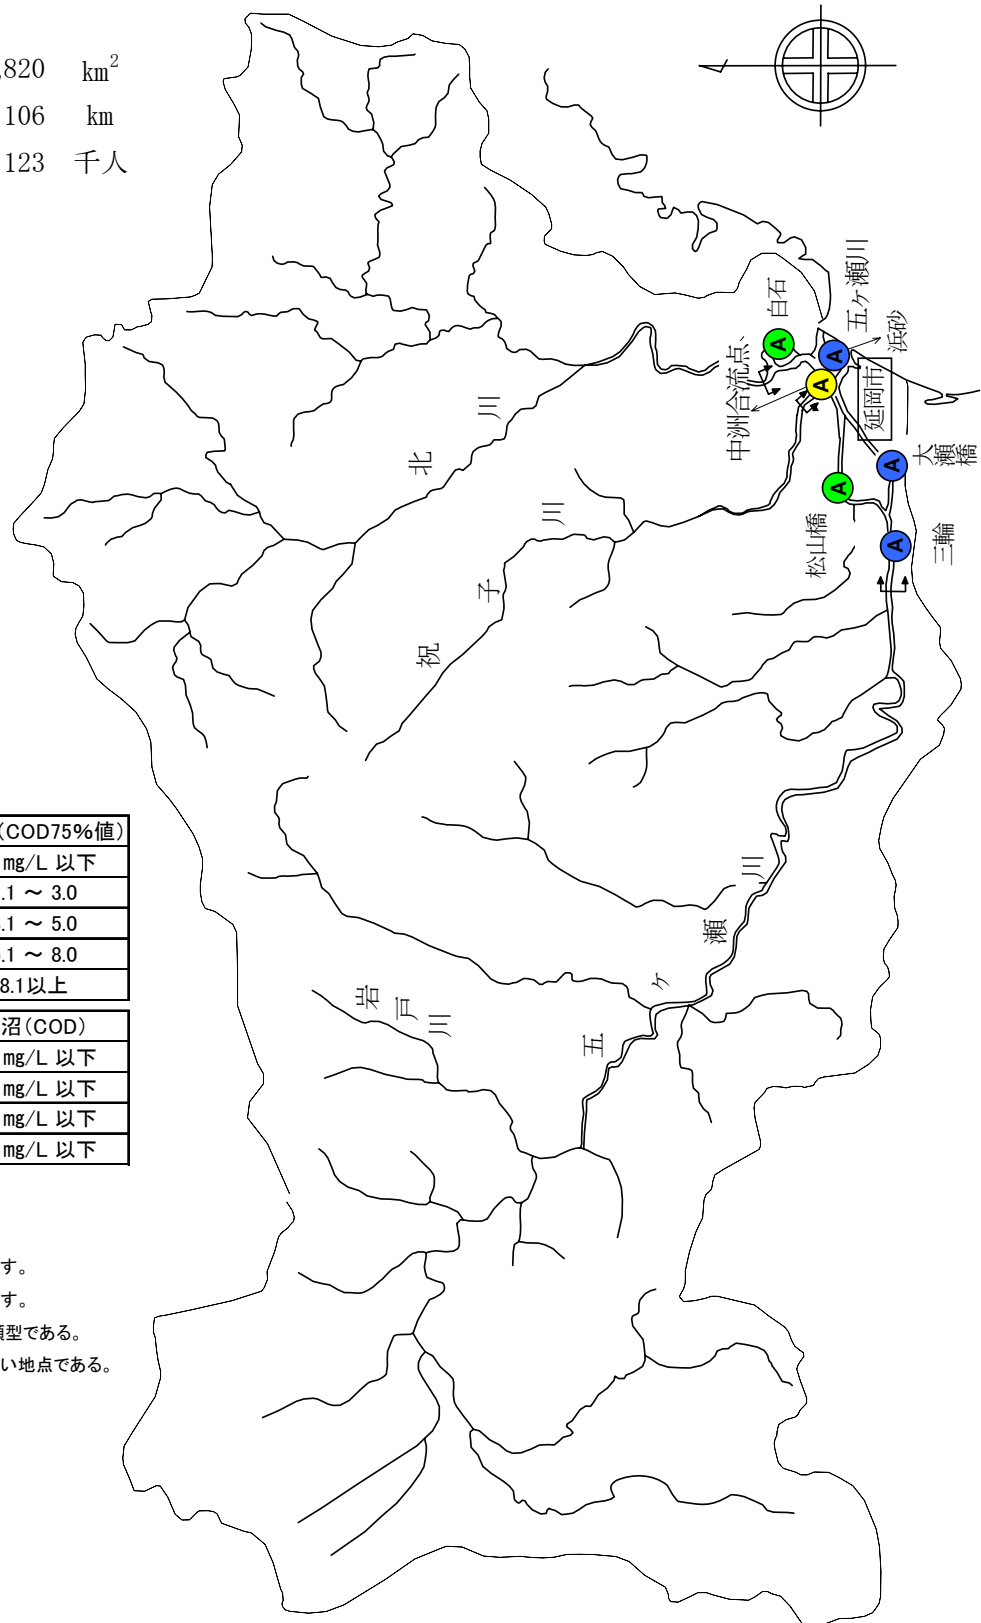 ,820 km²
106 km
123 千人
白石
五ヶ瀬川
浜砂
中洲合流点、
延岡市
大瀬橋
松山橋
三輪
A
A
A
A
A
A
A
北川
祝子川
五ヶ瀬川
岩戸川
(COD75%値)
mg/L 以下
.1 ～ 3.0
.1 ～ 5.0
.1 ～ 8.0
8.1以上
沼(COD)
mg/L 以下
mg/L 以下
mg/L 以下
mg/L 以下
す。
す。
類型である。
い地点である。